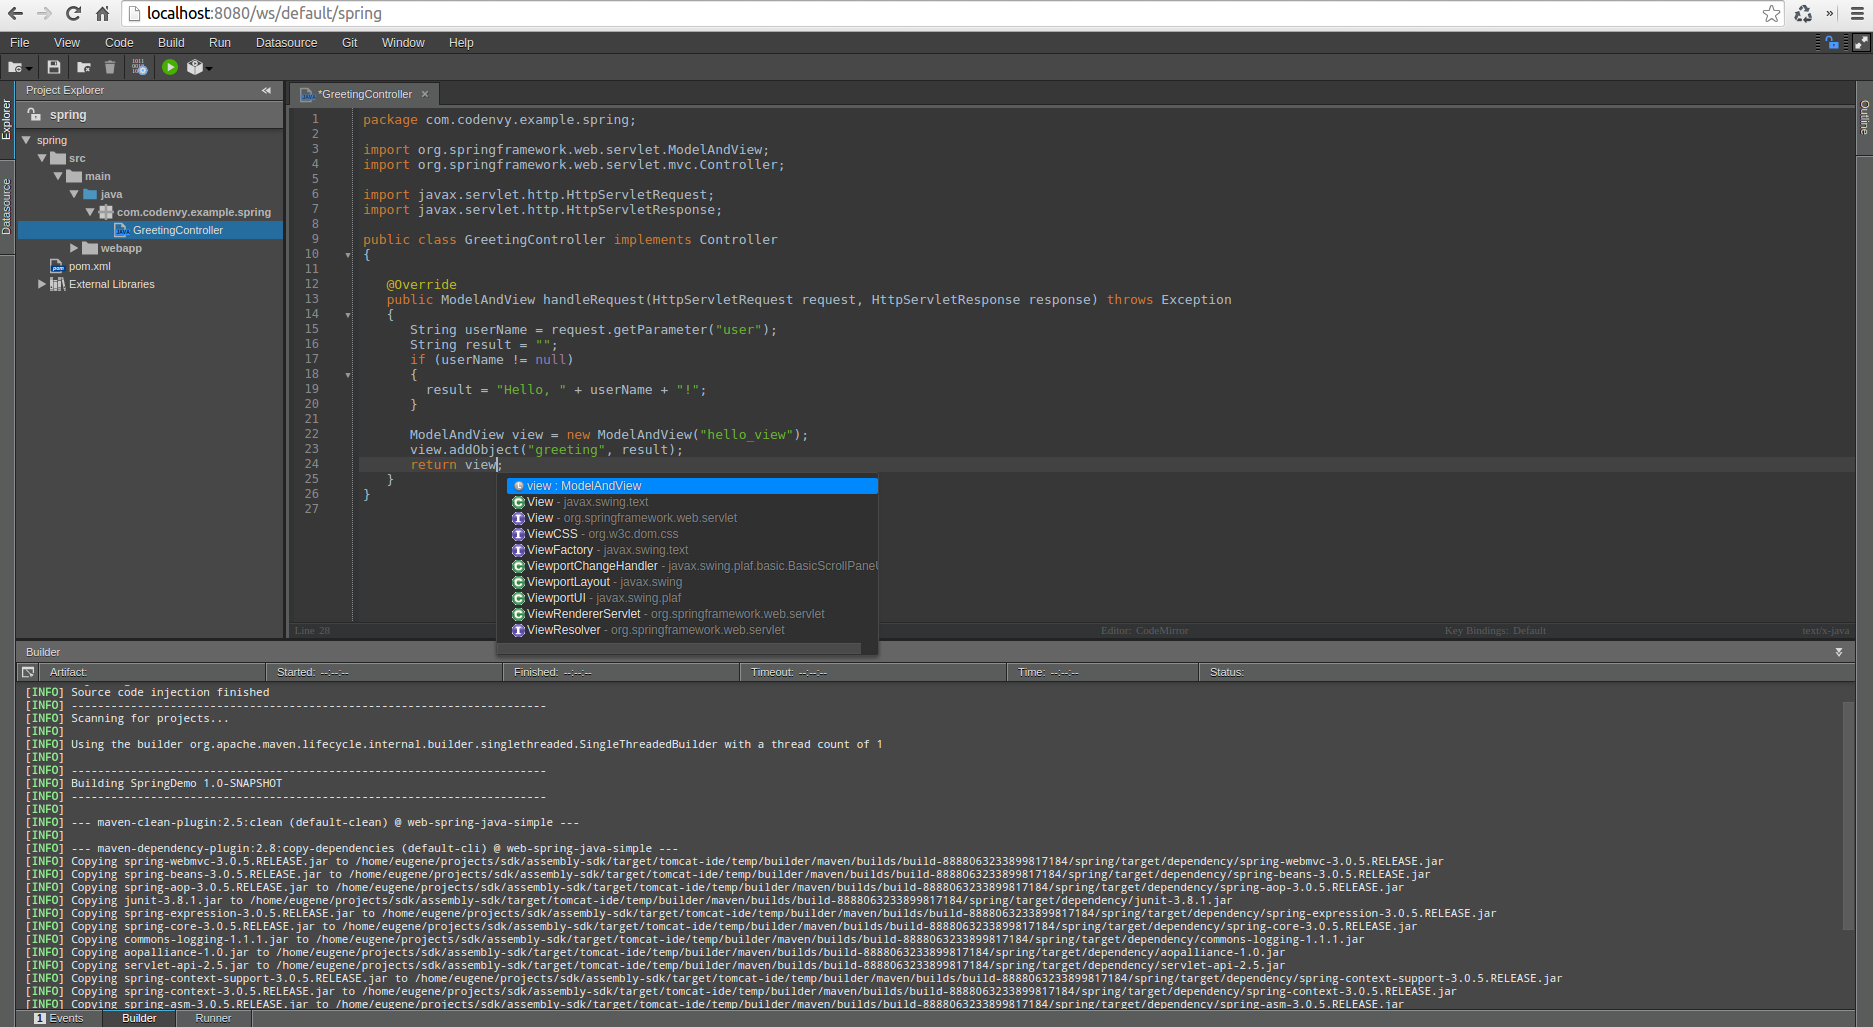 localhost:8080/ws/default/spring
File View Code Build Run Datasource Git Window Help
Project Explorer
Explorer
Datasource
spring
spring
src
main
java
com.codenvy.example.spring
GreetingController
webapp
pom.xml
External Libraries
*GreetingController
Outline
1 package com.codenvy.example.spring;
2
3 import org.springframework.web.servlet.ModelAndView;
4 import org.springframework.web.servlet.mvc.Controller;
5
6 import javax.servlet.http.HttpServletRequest;
7 import javax.servlet.http.HttpServletResponse;
8
9 public class GreetingController implements Controller
10 {
11
12 @Override
13 public ModelAndView handleRequest(HttpServletRequest request, HttpServletResponse response) throws Exception
14 {
15 String userName = request.getParameter("user");
16 String result = "";
17 if (userName != null)
18 {
19 result = "Hello, " + userName + "!";
20 }
21
22 ModelAndView view = new ModelAndView("hello_view");
23 view.addObject("greeting", result);
24 return view;
25 }
26 }
27
view : ModelAndView
View - javax.swing.text
View - org.springframework.web.servlet
ViewCSS - org.w3c.dom.css
ViewFactory - javax.swing.text
ViewportChangeHandler - javax.swing.plaf.basic.BasicScrollPaneU
ViewportLayout - javax.swing
ViewportUI - javax.swing.plaf
ViewRendererServlet - org.springframework.web.servlet
ViewResolver - org.springframework.web.servlet
Line 28 Editor: CodeMirror Key Bindings: Default text/x-java
Builder
Artifact: Started: --:--:-- Finished: --:--:-- Timeout: --:--:-- Time: --:--:-- Status:
[INFO] Source code injection finished
[INFO] ------------------------------------------------------------------------
[INFO] Scanning for projects...
[INFO]
[INFO] Using the builder org.apache.maven.lifecycle.internal.builder.singlethreaded.SingleThreadedBuilder with a thread count of 1
[INFO]
[INFO] ------------------------------------------------------------------------
[INFO] Building SpringDemo 1.0-SNAPSHOT
[INFO] ------------------------------------------------------------------------
[INFO]
[INFO] --- maven-clean-plugin:2.5:clean (default-clean) @ web-spring-java-simple ---
[INFO]
[INFO] --- maven-dependency-plugin:2.8:copy-dependencies (default-cli) @ web-spring-java-simple ---
[INFO] Copying spring-webmvc-3.0.5.RELEASE.jar to /home/eugene/projects/sdk/assembly-sdk/target/tomcat-ide/temp/builder/maven/builds/build-8888063233899817184/spring/target/dependency/spring-webmvc-3.0.5.RELEASE.jar
[INFO] Copying spring-beans-3.0.5.RELEASE.jar to /home/eugene/projects/sdk/assembly-sdk/target/tomcat-ide/temp/builder/maven/builds/build-8888063233899817184/spring/target/dependency/spring-beans-3.0.5.RELEASE.jar
[INFO] Copying spring-aop-3.0.5.RELEASE.jar to /home/eugene/projects/sdk/assembly-sdk/target/tomcat-ide/temp/builder/maven/builds/build-8888063233899817184/spring/target/dependency/spring-aop-3.0.5.RELEASE.jar
[INFO] Copying junit-3.8.1.jar to /home/eugene/projects/sdk/assembly-sdk/target/tomcat-ide/temp/builder/maven/builds/build-8888063233899817184/spring/target/dependency/junit-3.8.1.jar
[INFO] Copying spring-expression-3.0.5.RELEASE.jar to /home/eugene/projects/sdk/assembly-sdk/target/tomcat-ide/temp/builder/maven/builds/build-8888063233899817184/spring/target/dependency/spring-expression-3.0.5.RELEASE.jar
[INFO] Copying spring-core-3.0.5.RELEASE.jar to /home/eugene/projects/sdk/assembly-sdk/target/tomcat-ide/temp/builder/maven/builds/build-8888063233899817184/spring/target/dependency/spring-core-3.0.5.RELEASE.jar
[INFO] Copying commons-logging-1.1.1.jar to /home/eugene/projects/sdk/assembly-sdk/target/tomcat-ide/temp/builder/maven/builds/build-8888063233899817184/spring/target/dependency/commons-logging-1.1.1.jar
[INFO] Copying aopalliance-1.0.jar to /home/eugene/projects/sdk/assembly-sdk/target/tomcat-ide/temp/builder/maven/builds/build-8888063233899817184/spring/target/dependency/aopalliance-1.0.jar
[INFO] Copying servlet-api-2.5.jar to /home/eugene/projects/sdk/assembly-sdk/target/tomcat-ide/temp/builder/maven/builds/build-8888063233899817184/spring/target/dependency/servlet-api-2.5.jar
[INFO] Copying spring-context-support-3.0.5.RELEASE.jar to /home/eugene/projects/sdk/assembly-sdk/target/tomcat-ide/temp/builder/maven/builds/build-8888063233899817184/spring/target/dependency/spring-context-support-3.0.5.RELEASE.jar
[INFO] Copying spring-context-3.0.5.RELEASE.jar to /home/eugene/projects/sdk/assembly-sdk/target/tomcat-ide/temp/builder/maven/builds/build-8888063233899817184/spring/target/dependency/spring-context-3.0.5.RELEASE.jar
[INFO] Copying spring-asm-3.0.5.RELEASE.jar to /home/eugene/projects/sdk/assembly-sdk/target/tomcat-ide/temp/builder/maven/builds/build-8888063233899817184/spring/target/dependency/spring-asm-3.0.5.RELEASE.jar
1 Events Builder Runner